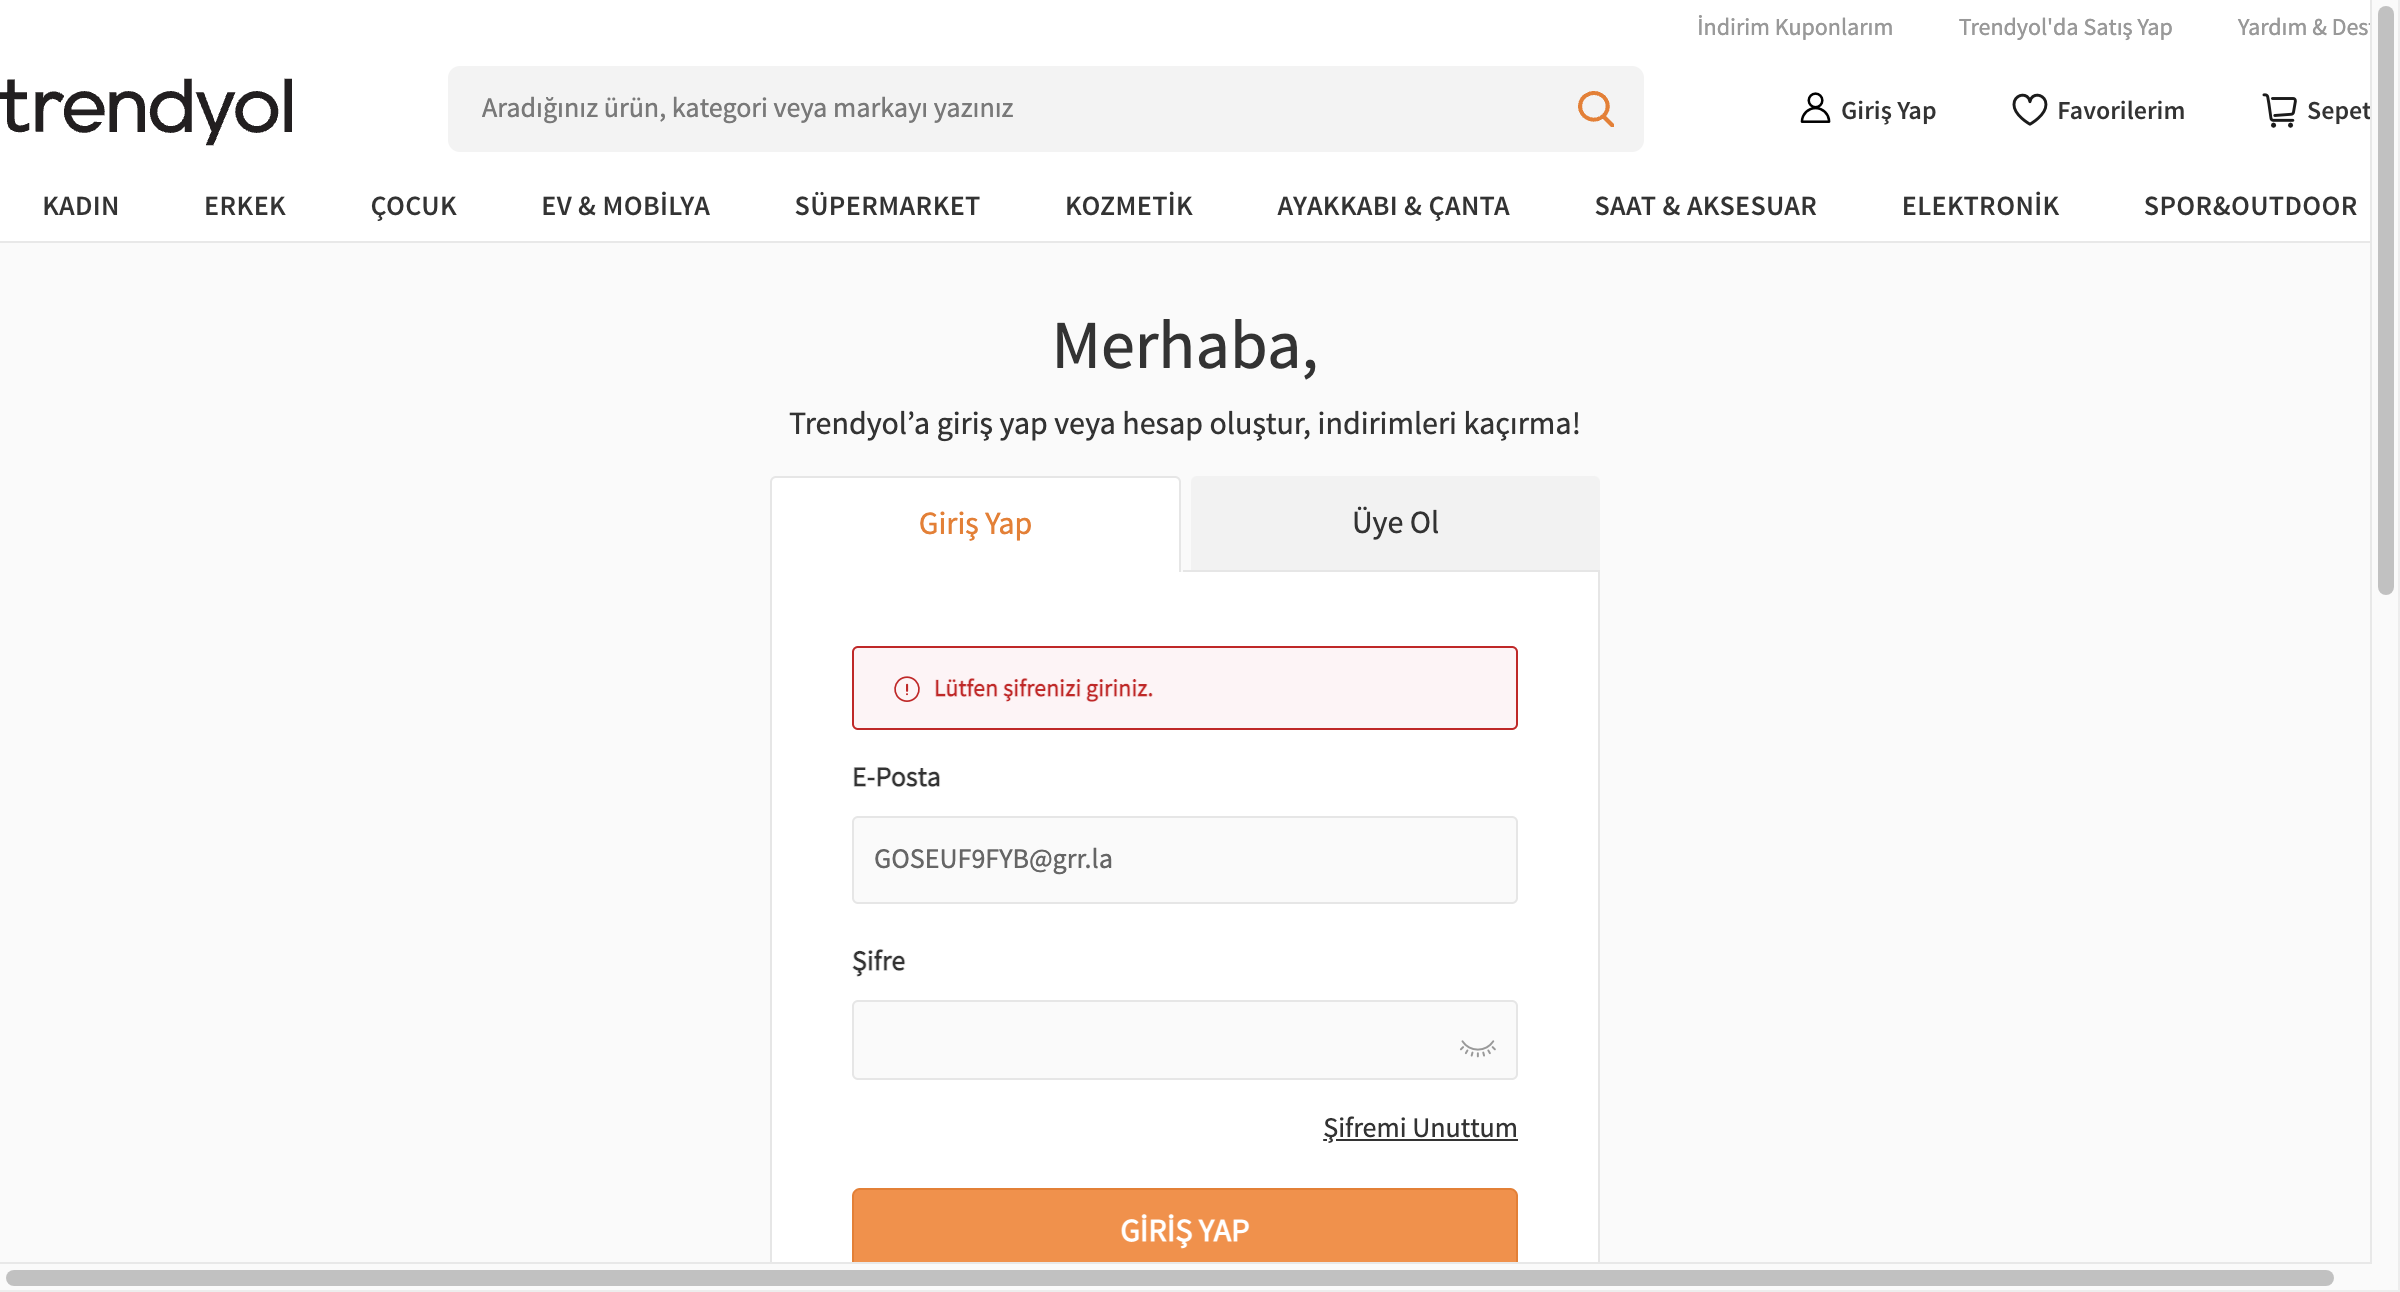 İndirim Kuponlarım Trendyol'da Satış Yap Yardım & Des
trendyol
Aradığınız ürün, kategori veya markayı yazınız
Giriş Yap Favorilerim Sepet
KADIN ERKEK ÇOCUK EV & MOBİLYA SÜPERMARKET KOZMETİK AYAKKABI & ÇANTA SAAT & AKSESUAR ELEKTRONİK SPOR&OUTDOOR
Merhaba,
Trendyol’a giriş yap veya hesap oluştur, indirimleri kaçırma!
Giriş Yap Üye Ol
Lütfen şifrenizi giriniz.
E-Posta
GOSEUF9FYB@grr.la
Şifre
Şifremi Unuttum
GİRİŞ YAP